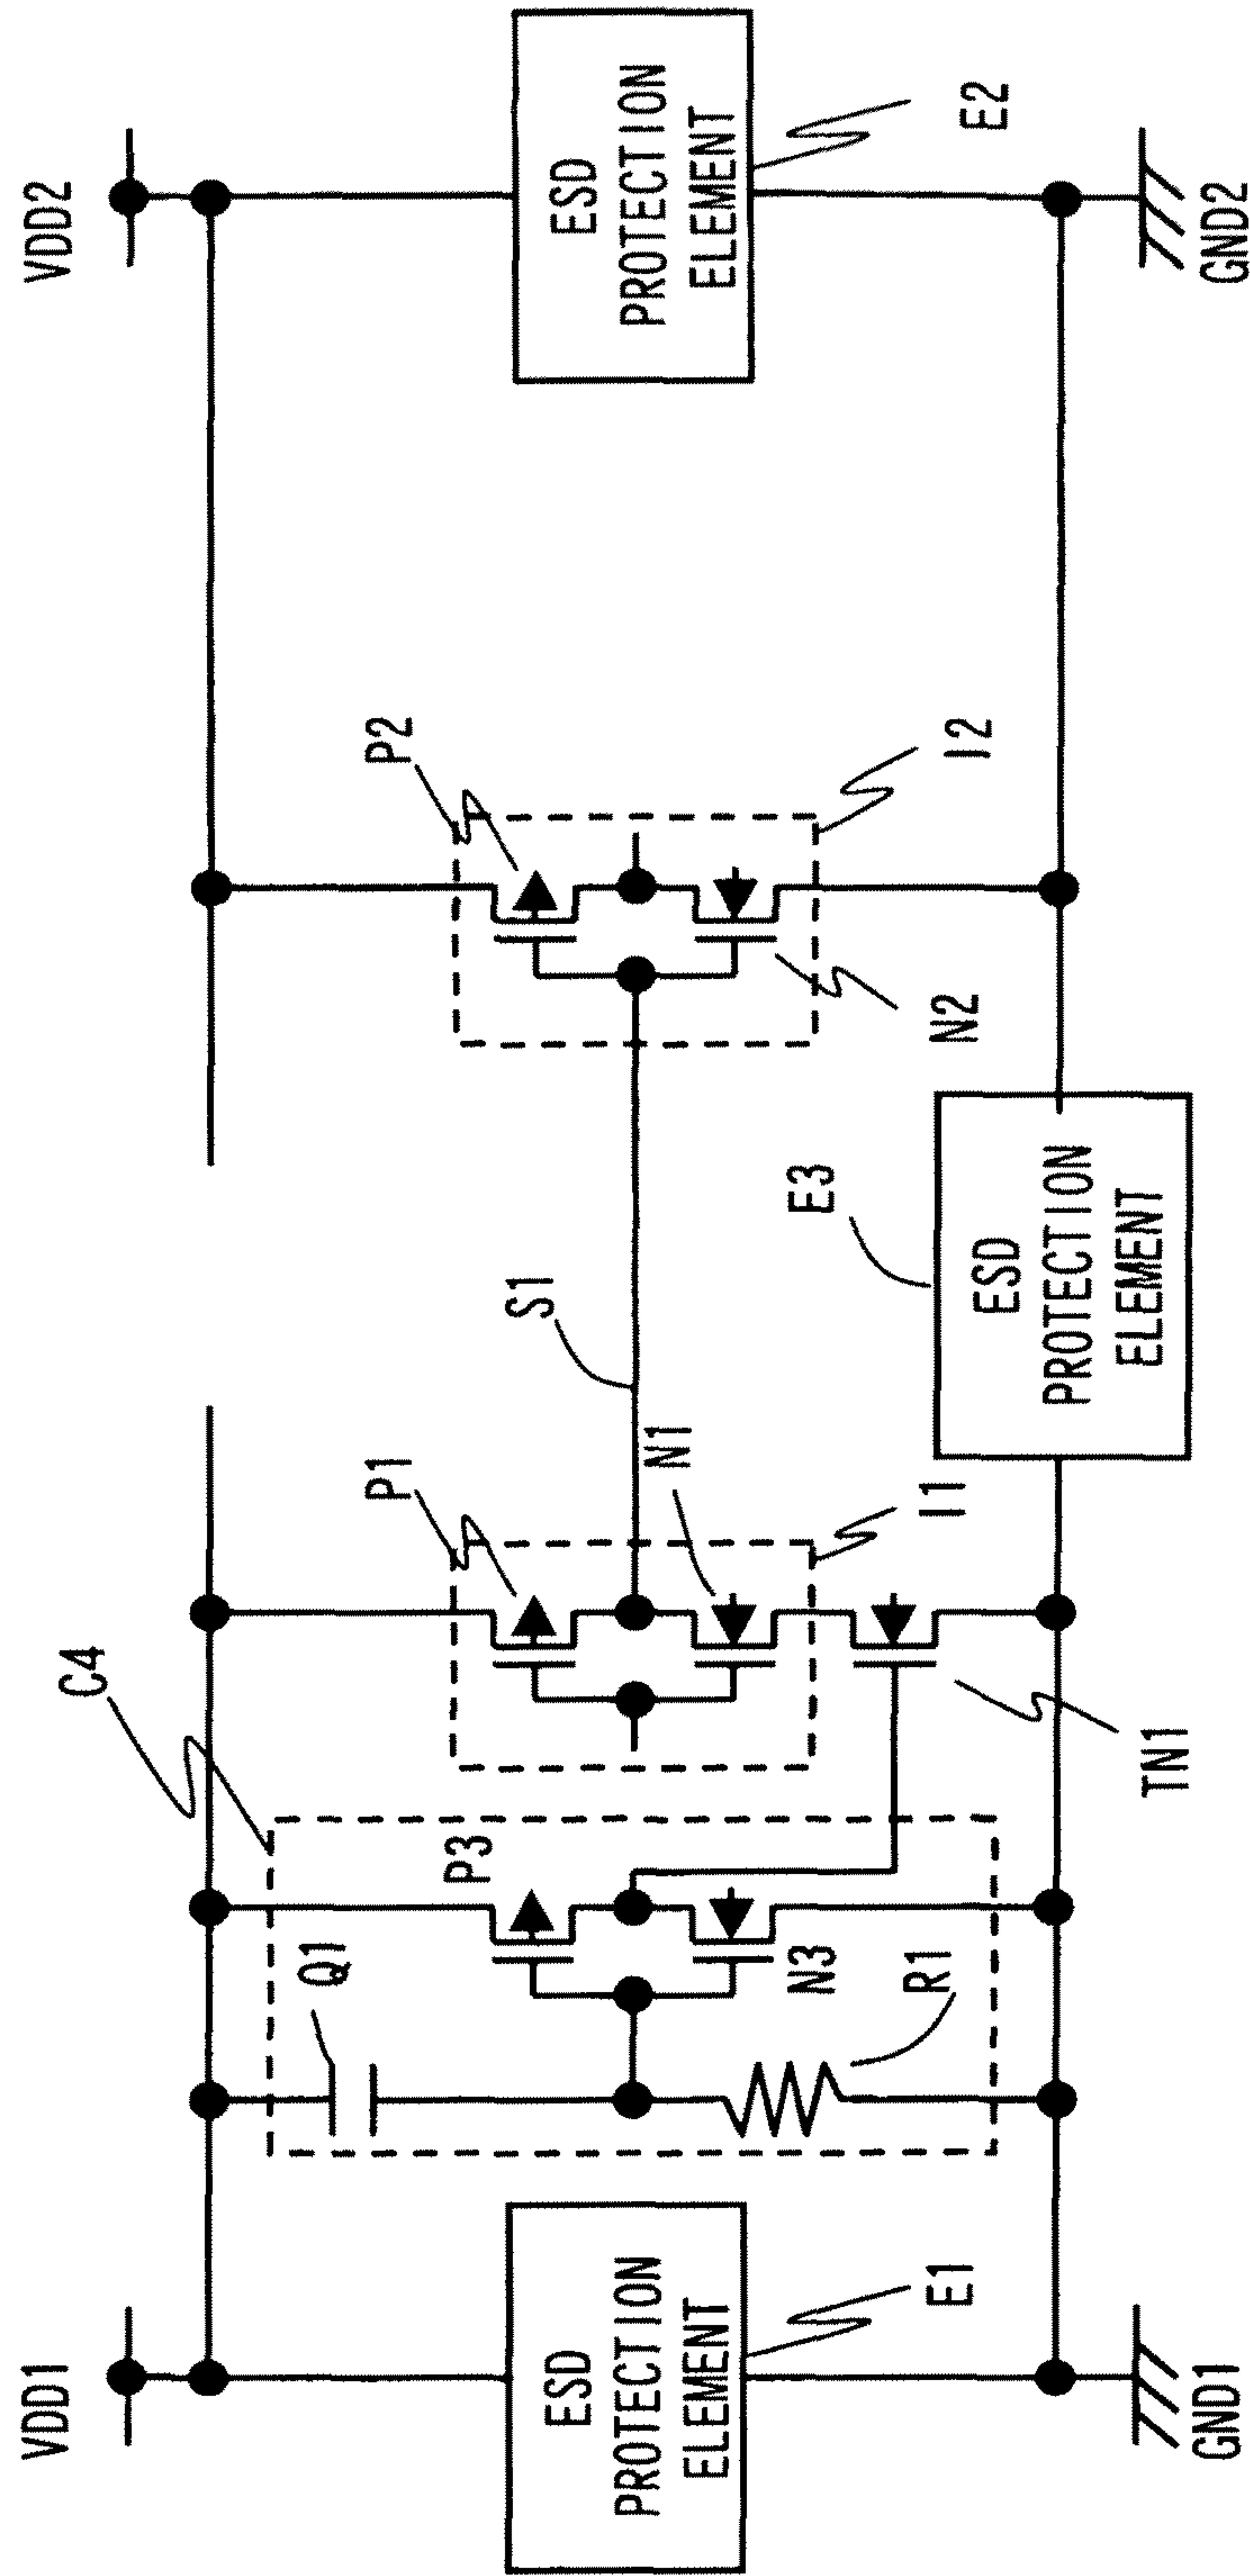 VDD1
VDD2
C4
Q1
P3
P1
P2
S1
N1
ESD
PROTECTION
ELEMENT
ESD
PROTECTION
ELEMENT
N3
R1
E3
E1
I1
N2
I2
E2
ESD
PROTECTION
ELEMENT
TN1
GND1
GND2